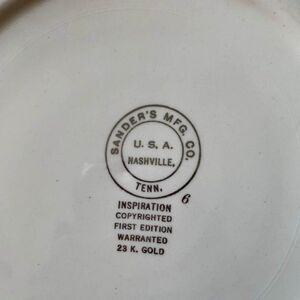 SANDER'S MFG. CO.
U. S. A.
NASHVILLE,
TENN.
6
INSPIRATION
COPYRIGHTED
FIRST EDITION
WARRANTED
23 K. GOLD